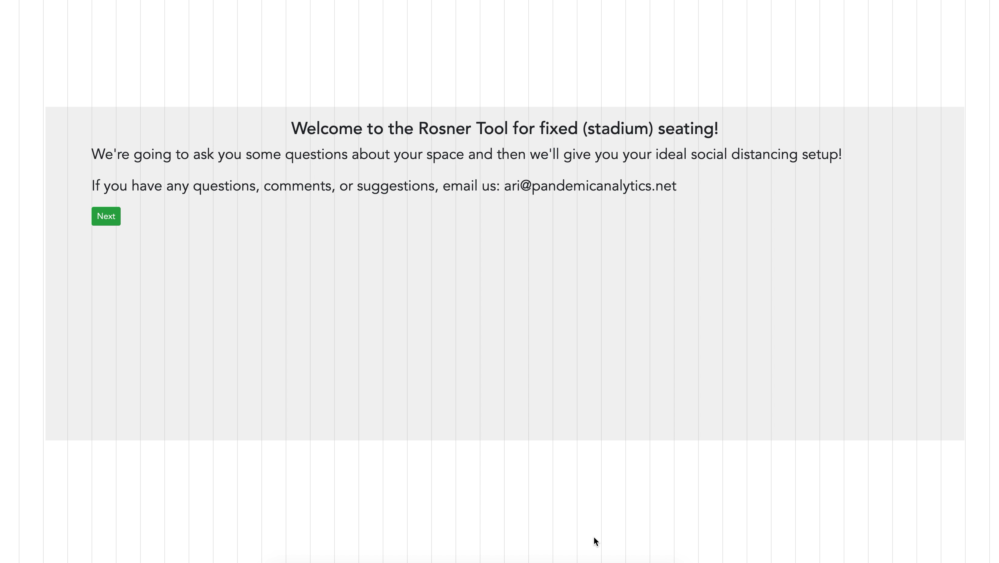 Welcome to the Rosner Tool for fixed (stadium) seating!
We're going to ask you some questions about your space and then we'll give you your ideal social distancing setup!
If you have any questions, comments, or suggestions, email us: ari@pandemicanalytics.net
Next